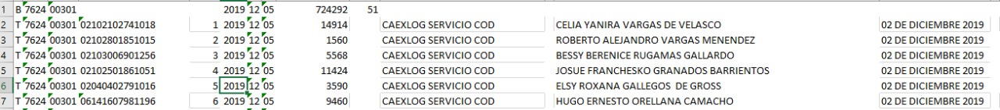 1 B 7624 00301 2019 12 05 724292 51
2 T 7624 00301 02102102741018 1 2019 12 05 14914 CAEXLOG SERVICIO COD CELIA YANIRA VARGAS DE VELASCO 02 DE DICIEMBRE 2019
3 T 7624 00301 02102801851015 2 2019 12 05 1560 CAEXLOG SERVICIO COD ROBERTO ALEJANDRO VARGAS MENENDEZ 02 DE DICIEMBRE 2019
4 T 7624 00301 02103006901256 3 2019 12 05 5568 CAEXLOG SERVICIO COD BESSY BERENICE RUGAMAS GALLARDO 02 DE DICIEMBRE 2019
5 T 7624 00301 02102501861051 4 2019 12 05 11424 CAEXLOG SERVICIO COD JOSUE FRANCHESKO GRANADOS BARRIENTOS 02 DE DICIEMBRE 2019
6 T 7624 00301 02040402791016 5 2019 12 05 3590 CAEXLOG SERVICIO COD ELSY ROXANA GALLEGOS DE GROSS 02 DE DICIEMBRE 2019
7 T 7624 00301 06141607981196 6 2019 12 05 9460 CAEXLOG SERVICIO COD HUGO ERNESTO ORELLANA CAMACHO 02 DE DICIEMBRE 2019